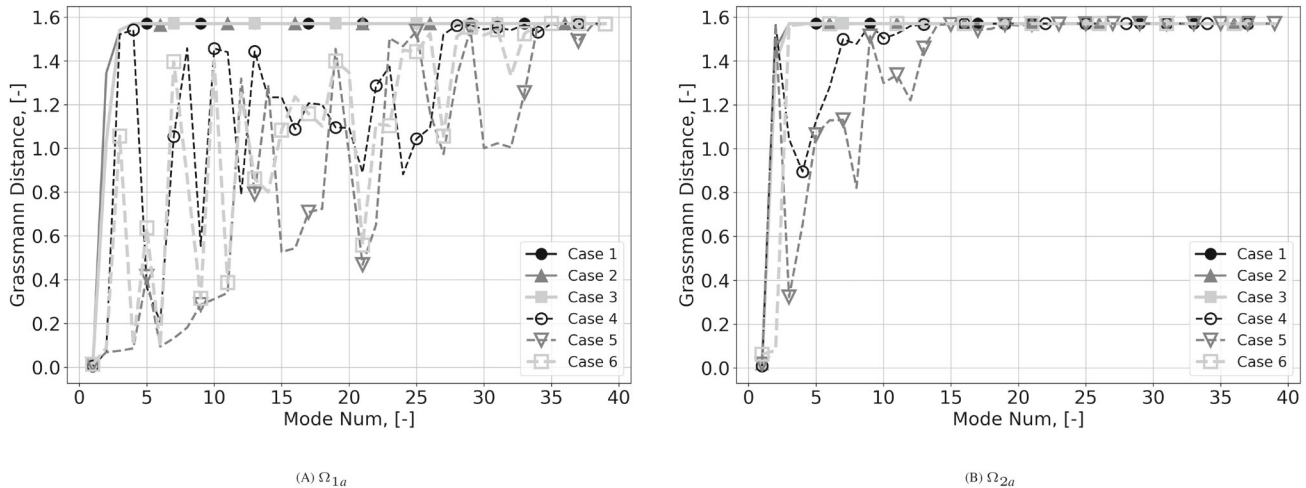 1.6
1.4
1.2
1.0
0.8
0.6
0.4
0.2
0.0
Grassmann Distance, [-]
0 5 10 15 20 25 30 35 40
Mode Num, [-]
Case 1
Case 2
Case 3
Case 4
Case 5
Case 6
(A) Ω1a
1.6
1.4
1.2
1.0
0.8
0.6
0.4
0.2
0.0
Grassmann Distance, [-]
0 5 10 15 20 25 30 35 40
Mode Num, [-]
Case 1
Case 2
Case 3
Case 4
Case 5
Case 6
(B) Ω2a